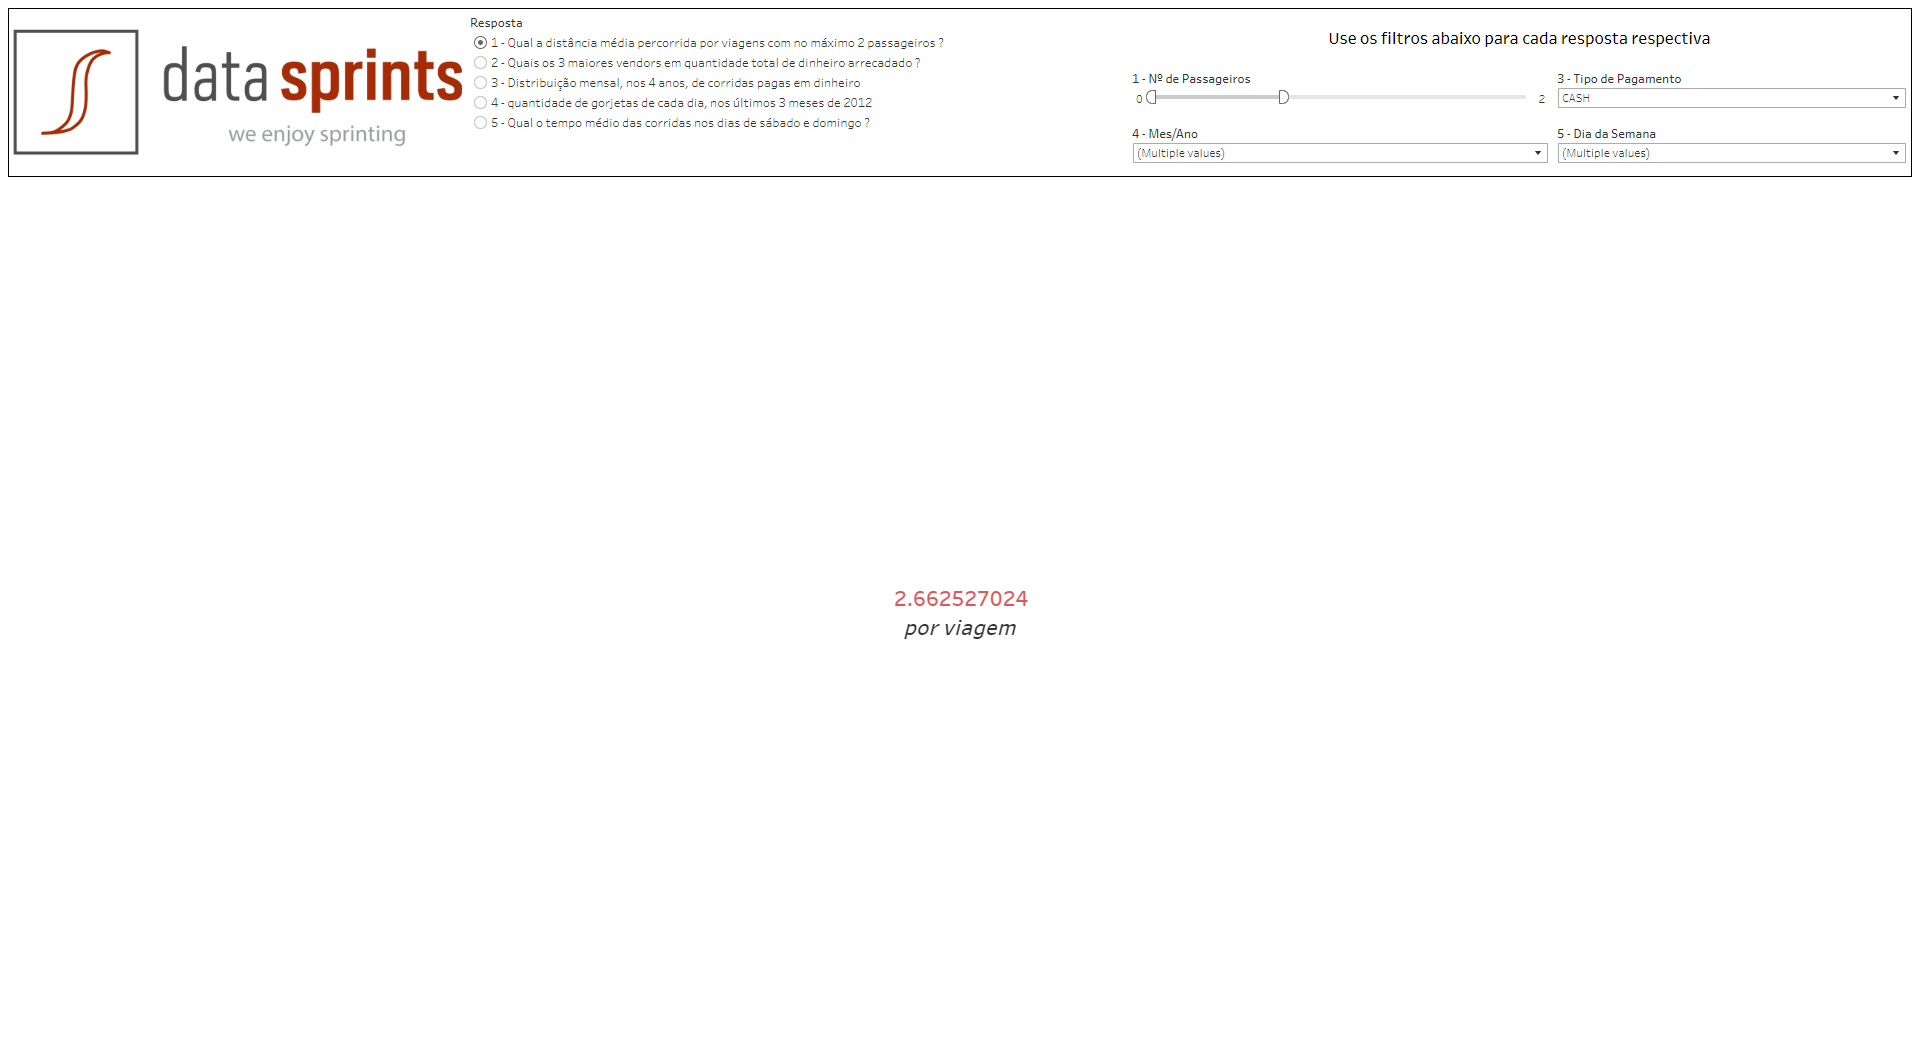 data sprints
we enjoy sprinting
Resposta
1 - Qual a distância média percorrida por viagens com no máximo 2 passageiros ?
2 - Quais os 3 maiores vendors em quantidade total de dinheiro arrecadado ?
3 - Distribuição mensal, nos 4 anos, de corridas pagas em dinheiro
4 - quantidade de gorjetas de cada dia, nos últimos 3 meses de 2012
5 - Qual o tempo médio das corridas nos dias de sábado e domingo ?
Use os filtros abaixo para cada resposta respectiva
1 - Nº de Passageiros
0 2
3 - Tipo de Pagamento
CASH
4 - Mes/Ano
(Multiple values)
5 - Dia da Semana
(Multiple values)
2.662527024
por viagem